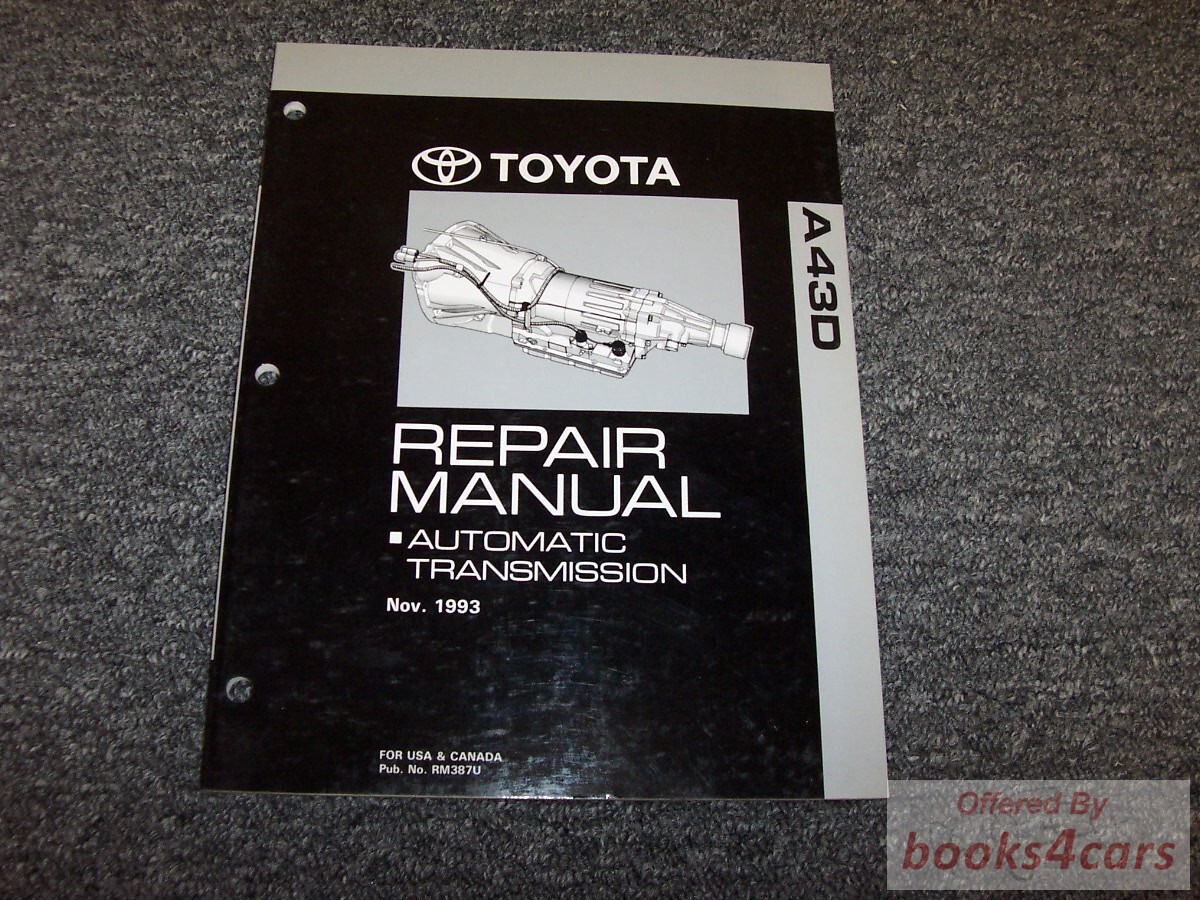 TOYOTA
A43D
REPAIR
MANUAL
▪ AUTOMATIC
TRANSMISSION
Nov. 1993
FOR USA & CANADA
Pub. No. RM387U
Offered By
books4cars